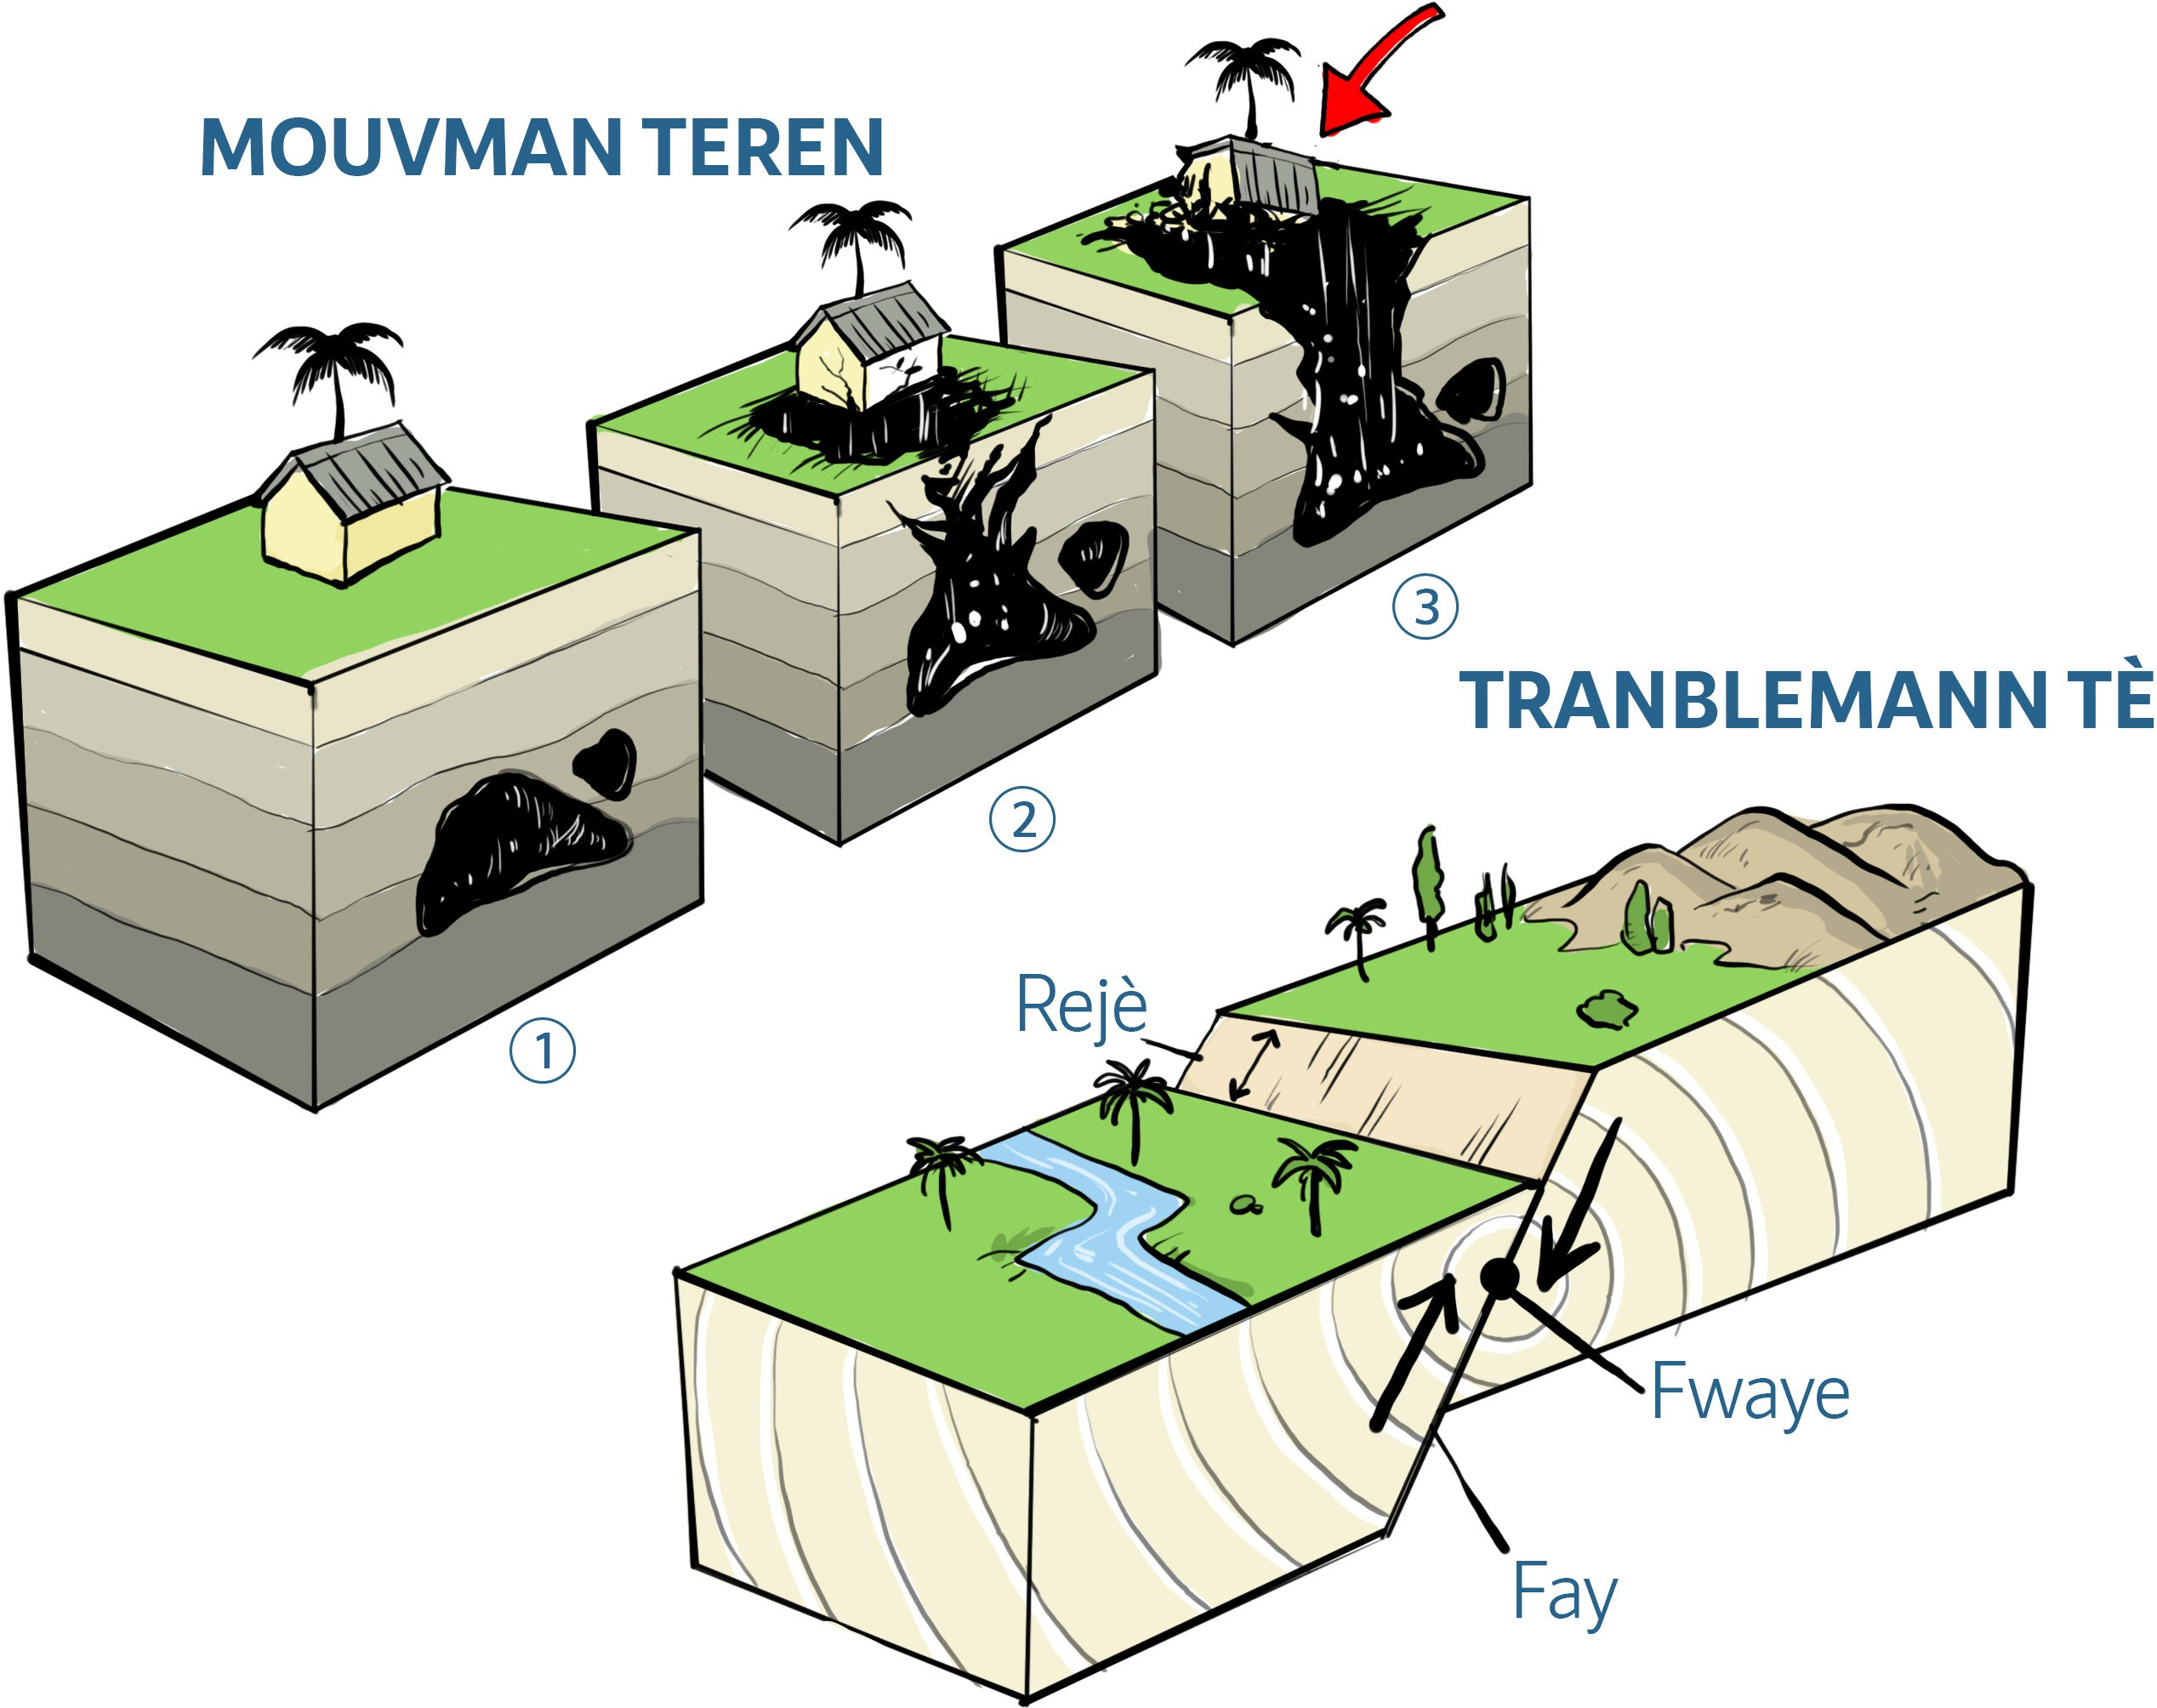 MOUVMAN TEREN
1
2
3
TRANBLEMANN TÈ
Rejè
Fwaye
Fay